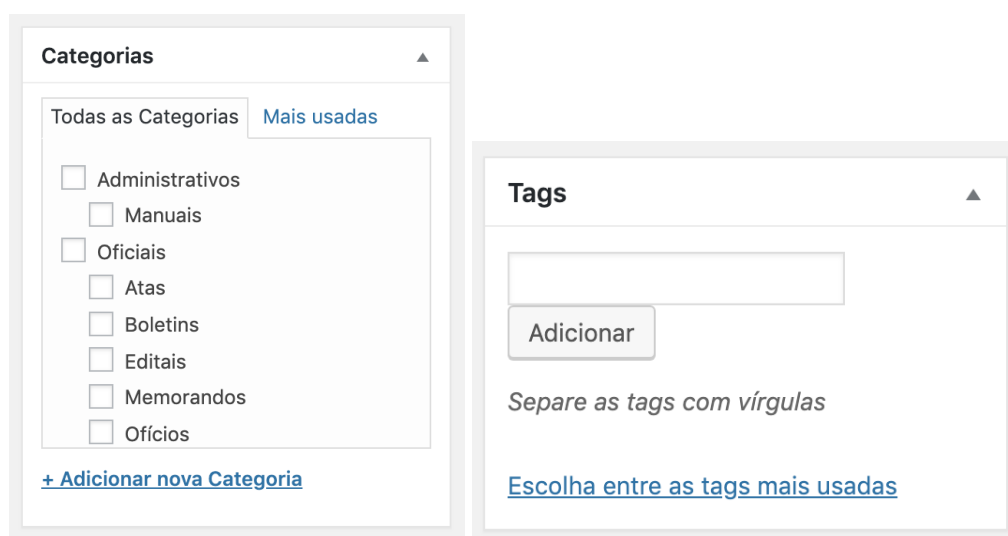 Categorias
Todas as Categorias
Mais usadas
Administrativos
Manuais
Oficiais
Atas
Boletins
Editais
Memorandos
Ofícios
+ Adicionar nova Categoria
Tags
Adicionar
Separe as tags com vírgulas
Escolha entre as tags mais usadas